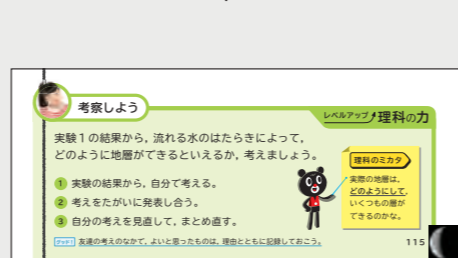 考察しよう
レベルアップ 理科の力
実験1の結果から，流れる水のはたらきによって，
どのように地層ができるといえるか，考えましょう。
1 実験の結果から，自分で考える。
2 考えをたがいに発表し合う。
3 自分の考えを見直して，まとめ直す。
理科のミカタ
実際の地層は，
どのようにして，
いくつもの層が
できるのかな。
友達の考えのなかで，よいと思ったものは，理由とともに記録しておこう。
115